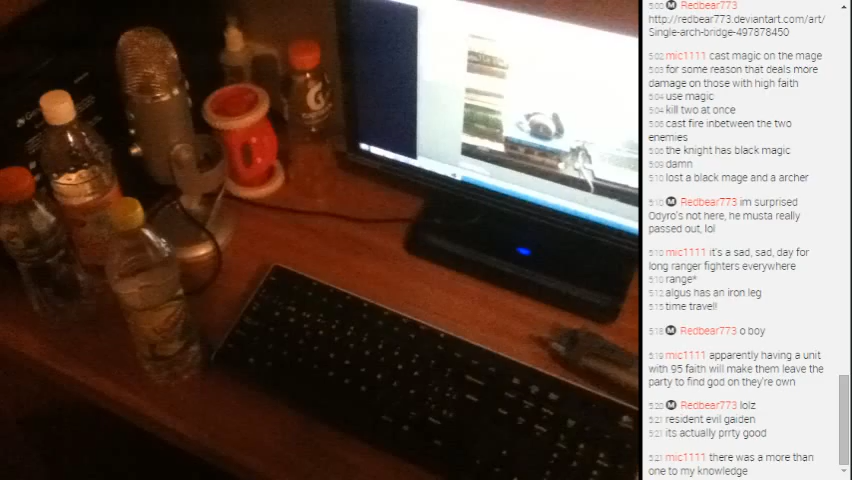 5:00 M Redbear773
http://redbear773.deviantart.com/art/
Single-arch-bridge-497878450
5:02 mic1111 cast magic on the mage
5:03 for some reason that deals more
damage on those with high faith
5:04 use magic
5:04 kill two at once
5:06 cast fire inbetween the two
enemies
5:06 the knight has black magic
5:09 damn
5:10 lost a black mage and a archer
5:10 M Redbear773 im surprised
Odyro's not here, he musta really
passed out, lol
5:10 mic1111 it's a sad, sad, day for
long ranger fighters everywhere
5:10 range*
5:12 algus has an iron leg
5:15 time travel!
5:18 M Redbear773 o boy
5:19 mic1111 apparently having a unit
with 95 faith will make them leave the
party to find god on they're own
5:20 M Redbear773 lolz
5:21 resident evil gaiden
5:21 its actually prrty good
5:21 mic1111 there was a more than
one to my knowledge
G